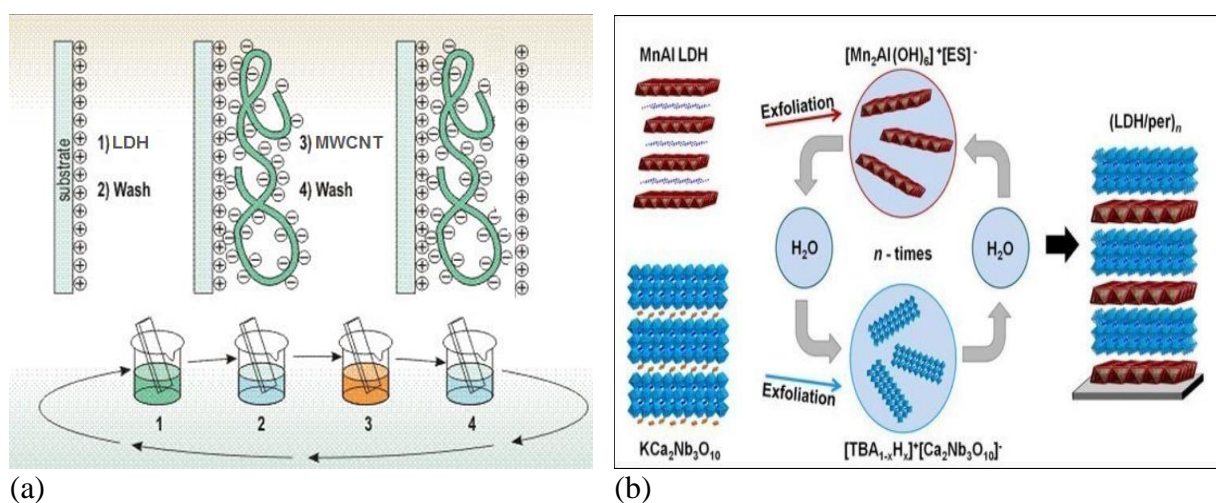 substrate
1) LDH
2) Wash
3) MWCNT
4) Wash
1
2
3
4
(a)
MnAl LDH
[Mn₂Al(OH)₆]⁺[ES]⁻
Exfoliation
(LDH/per)ₙ
H₂O
n - times
H₂O
Exfoliation
KCa₂Nb₃O₁₀
[TBA₁₋ₓHₓ]⁺[Ca₂Nb₃O₁₀]⁻
(b)